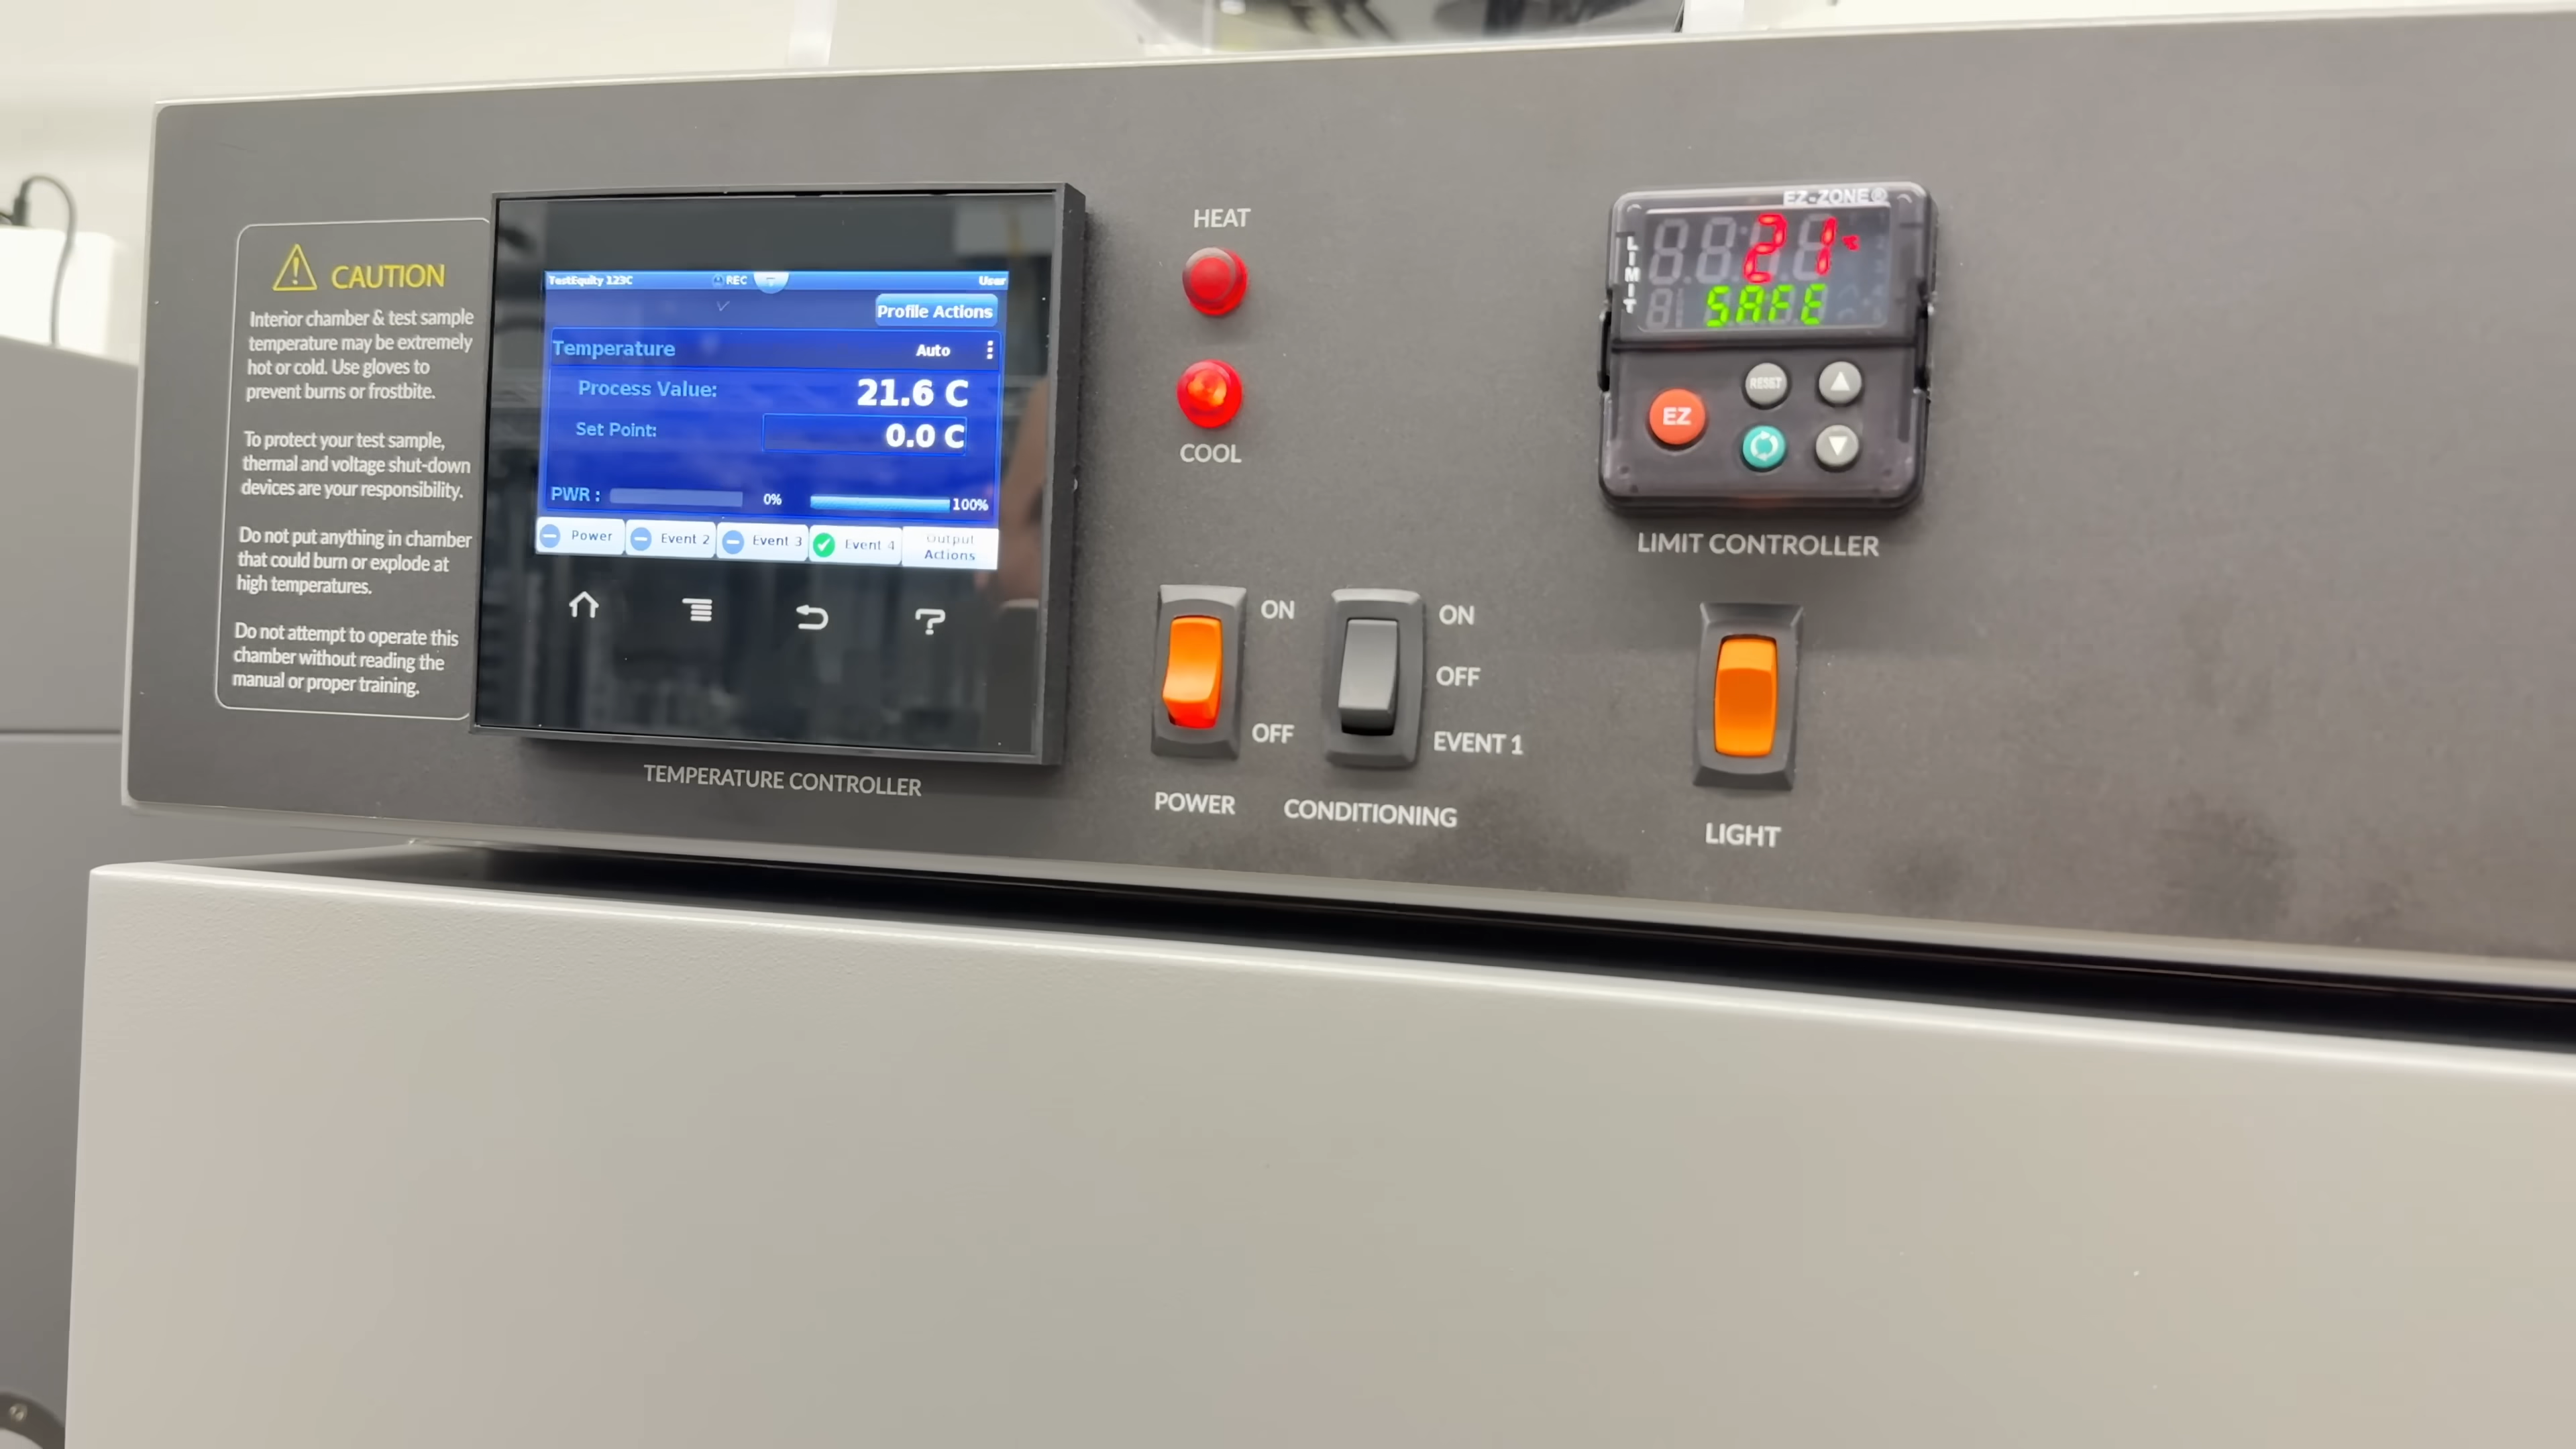 CAUTION
Interior chamber & test sample
temperature may be extremely
hot or cold. Use gloves to
prevent burns or frostbite.
To protect your test sample,
thermal and voltage shut-down
devices are your responsibility.
Do not put anything in chamber
that could burn or explode at
high temperatures.
Do not attempt to operate this
chamber without reading the
manual or proper training.
TestEquity 123C REC User
Profile Actions
Temperature Auto
Process Value: 21.6 C
Set Point: 0.0 C
PWR : 0% 100%
Power Event 2 Event 3 Event 4 Output
Actions
TEMPERATURE CONTROLLER
HEAT
COOL
ON
OFF
POWER
ON
OFF
EVENT 1
CONDITIONING
EZ-ZONE®
LIMIT
21 °C
SAFE
RESET
EZ
LIMIT CONTROLLER
LIGHT